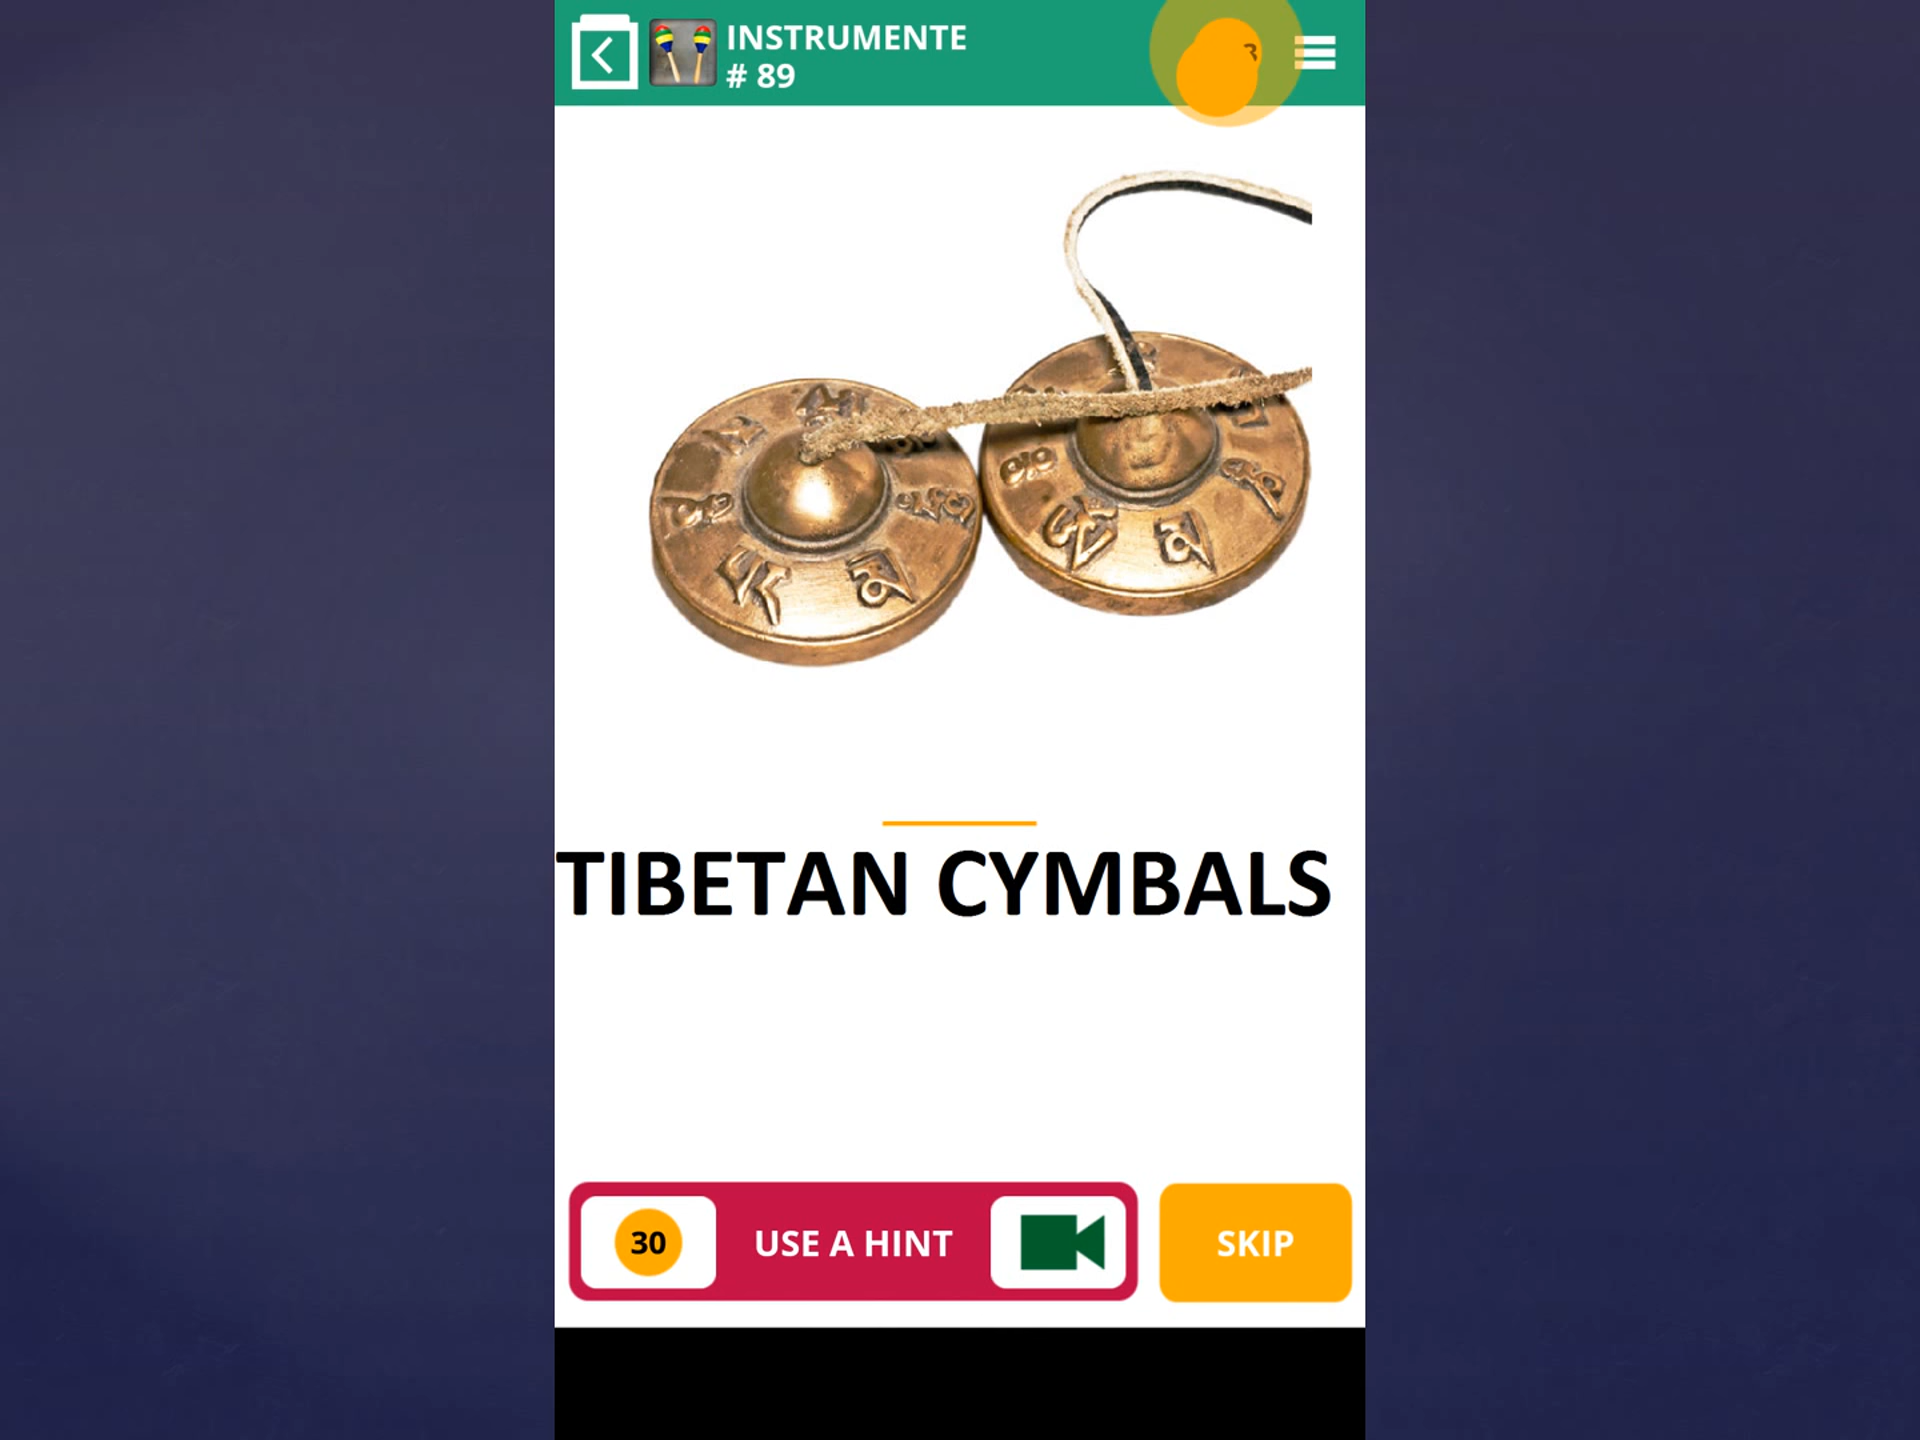 INSTRUMENTE
# 89
TIBETAN CYMBALS
30
USE A HINT
SKIP